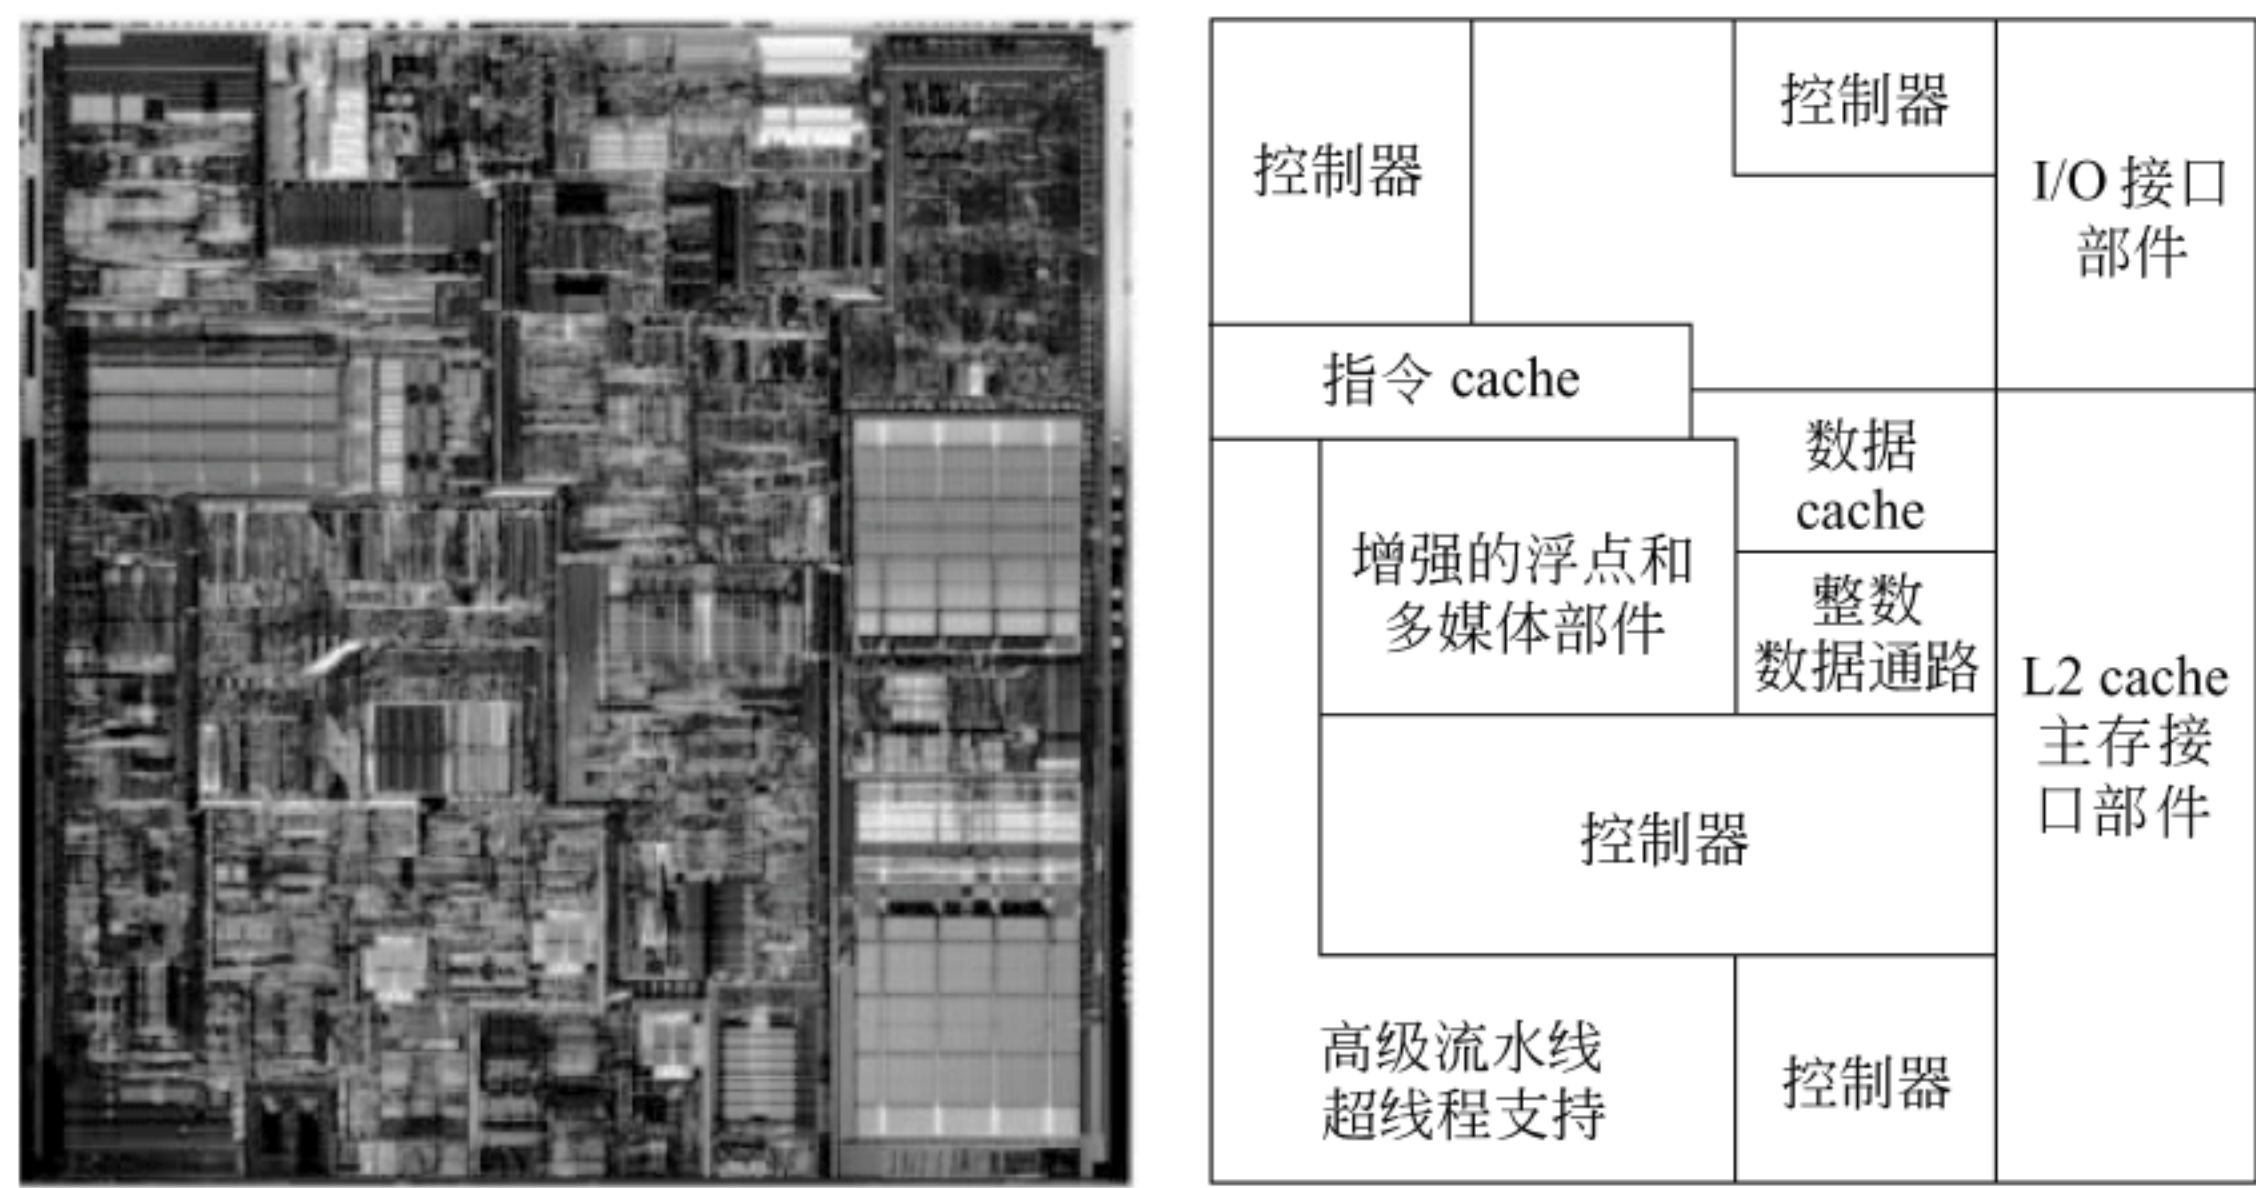 控制器
控制器
I/O 接口
部件
指令 cache
数据
cache
增强的浮点和
多媒体部件
整数
数据通路
L2 cache
主存接
口部件
控制器
高级流水线
超线程支持
控制器